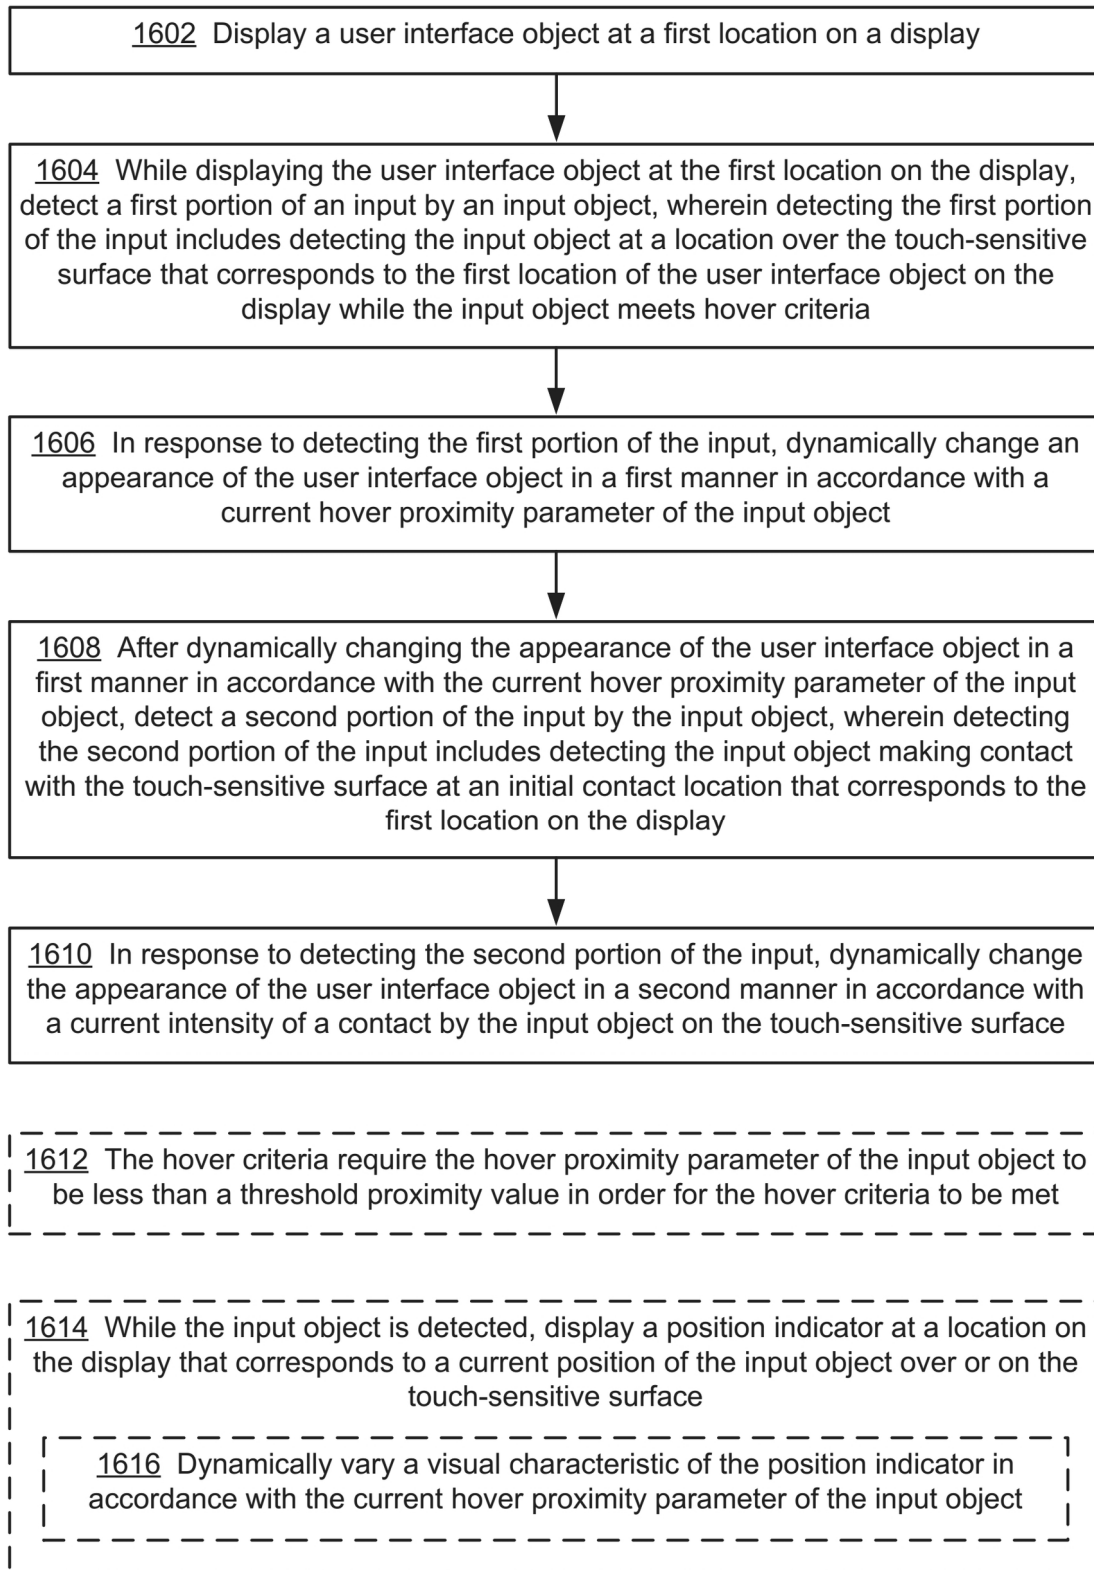 1602 Display a user interface object at a first location on a display
1604 While displaying the user interface object at the first location on the display,
detect a first portion of an input by an input object, wherein detecting the first portion
of the input includes detecting the input object at a location over the touch-sensitive
surface that corresponds to the first location of the user interface object on the
display while the input object meets hover criteria
1606 In response to detecting the first portion of the input, dynamically change an
appearance of the user interface object in a first manner in accordance with a
current hover proximity parameter of the input object
1608 After dynamically changing the appearance of the user interface object in a
first manner in accordance with the current hover proximity parameter of the input
object, detect a second portion of the input by the input object, wherein detecting
the second portion of the input includes detecting the input object making contact
with the touch-sensitive surface at an initial contact location that corresponds to the
first location on the display
1610 In response to detecting the second portion of the input, dynamically change
the appearance of the user interface object in a second manner in accordance with
a current intensity of a contact by the input object on the touch-sensitive surface
1612 The hover criteria require the hover proximity parameter of the input object to
be less than a threshold proximity value in order for the hover criteria to be met
1614 While the input object is detected, display a position indicator at a location on
the display that corresponds to a current position of the input object over or on the
touch-sensitive surface
1616 Dynamically vary a visual characteristic of the position indicator in
accordance with the current hover proximity parameter of the input object